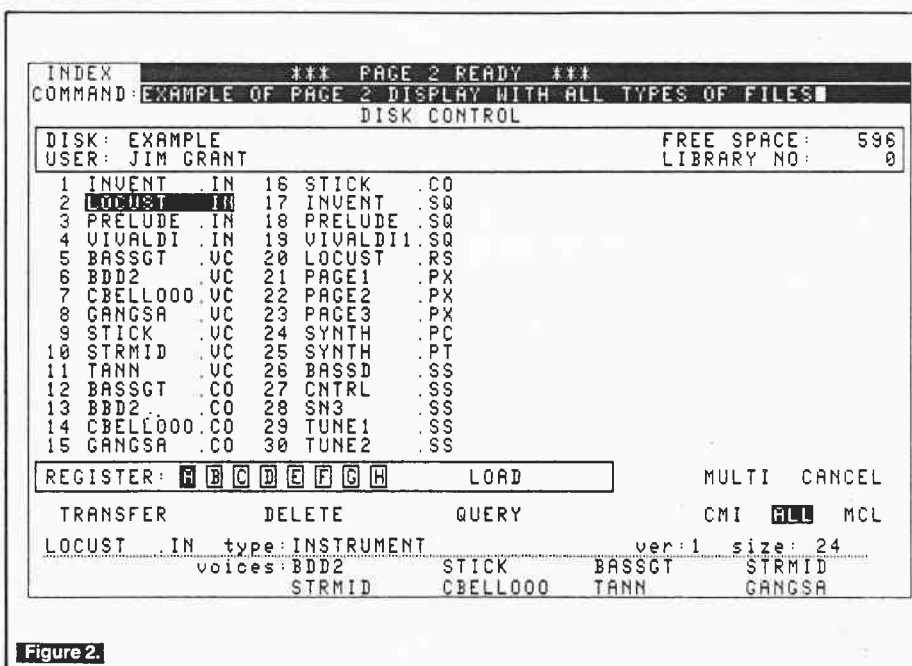 INDEX *** PAGE 2 READY ***
COMMAND:EXAMPLE OF PAGE 2 DISPLAY WITH ALL TYPES OF FILES
DISK CONTROL
DISK: EXAMPLE FREE SPACE: 596
USER: JIM GRANT LIBRARY NO: 0
1 INVENT .IN 16 STICK .CO
2 LOCUST .IN 17 INVENT .SQ
3 PRELUDE .IN 18 PRELUDE .SQ
4 VIVALDI .IN 19 VIVALDI1.SQ
5 BASSGT .VC 20 LOCUST .RS
6 BDD2 .VC 21 PAGE1 .PX
7 CBELLOOO.VC 22 PAGE2 .PX
8 GANGSA .VC 23 PAGE3 .PX
9 STICK .VC 24 SYNTH .PC
10 STRMID .VC 25 SYNTH .PT
11 TANN .VC 26 BASSD .SS
12 BASSGT .CO 27 CNTRL .SS
13 BBD2 .CO 28 SN3 .SS
14 CBELLOOO.CO 29 TUNE1 .SS
15 GANGSA .CO 30 TUNE2 .SS
REGISTER: A B C D E F G H LOAD MULTI CANCEL
TRANSFER DELETE QUERY CMI ALL MCL
LOCUST .IN type:INSTRUMENT ver:1 size: 24
voices:BDD2 STICK BASSGT STRMID
STRMID CBELLOOO TANN GANGSA
Figure 2.